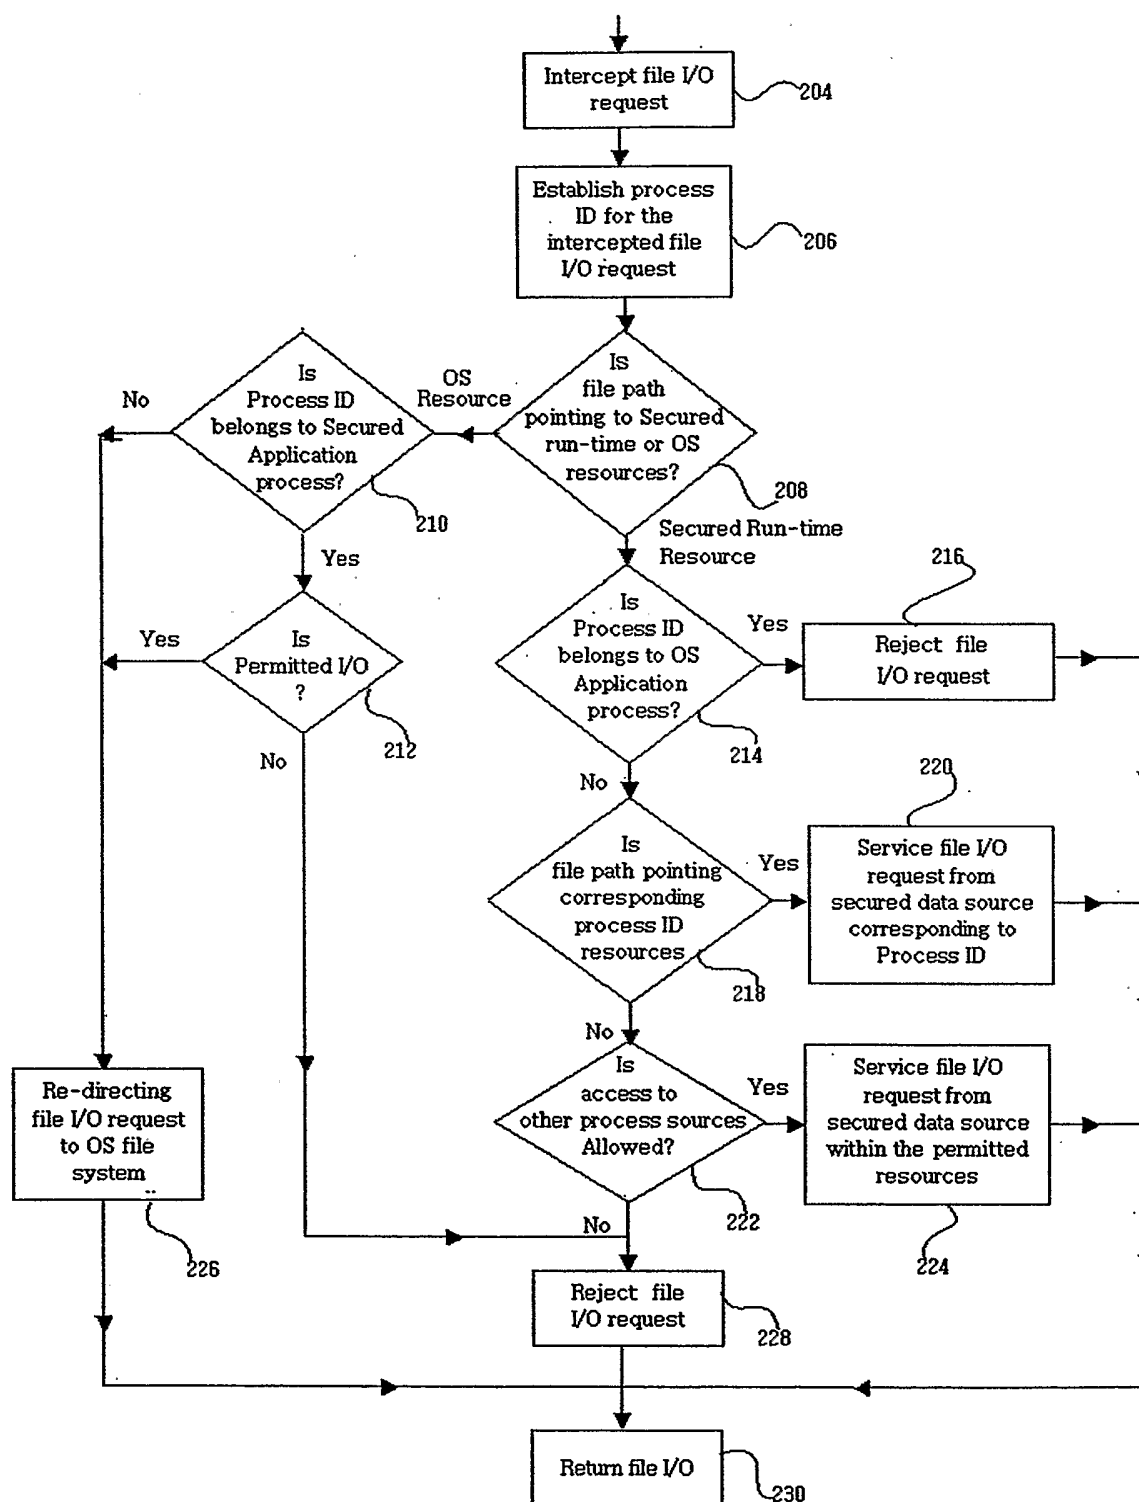 Intercept file I/O
request
204
Establish process
ID for the
intercepted file
I/O request
206
Is
file path
pointing to Secured
run-time or OS
resources?
208
OS
Resource
Is
Process ID
belongs to Secured
Application
process?
210
No
Yes
Secured Run-time
Resource
Is
Permitted I/O
?
212
Yes
No
Is
Process ID
belongs to OS
Application
process?
214
Yes
216
Reject file
I/O request
No
Is
file path pointing
corresponding
process ID
resources
218
Yes
220
Service file I/O
request from
secured data source
corresponding to
Process ID
No
Is
access to
other process sources
Allowed?
222
Yes
Service file I/O
request from
secured data source
within the permitted
resources
224
Re-directing
file I/O request
to OS file
system
226
No
Reject file
I/O request
228
Return file I/O
230